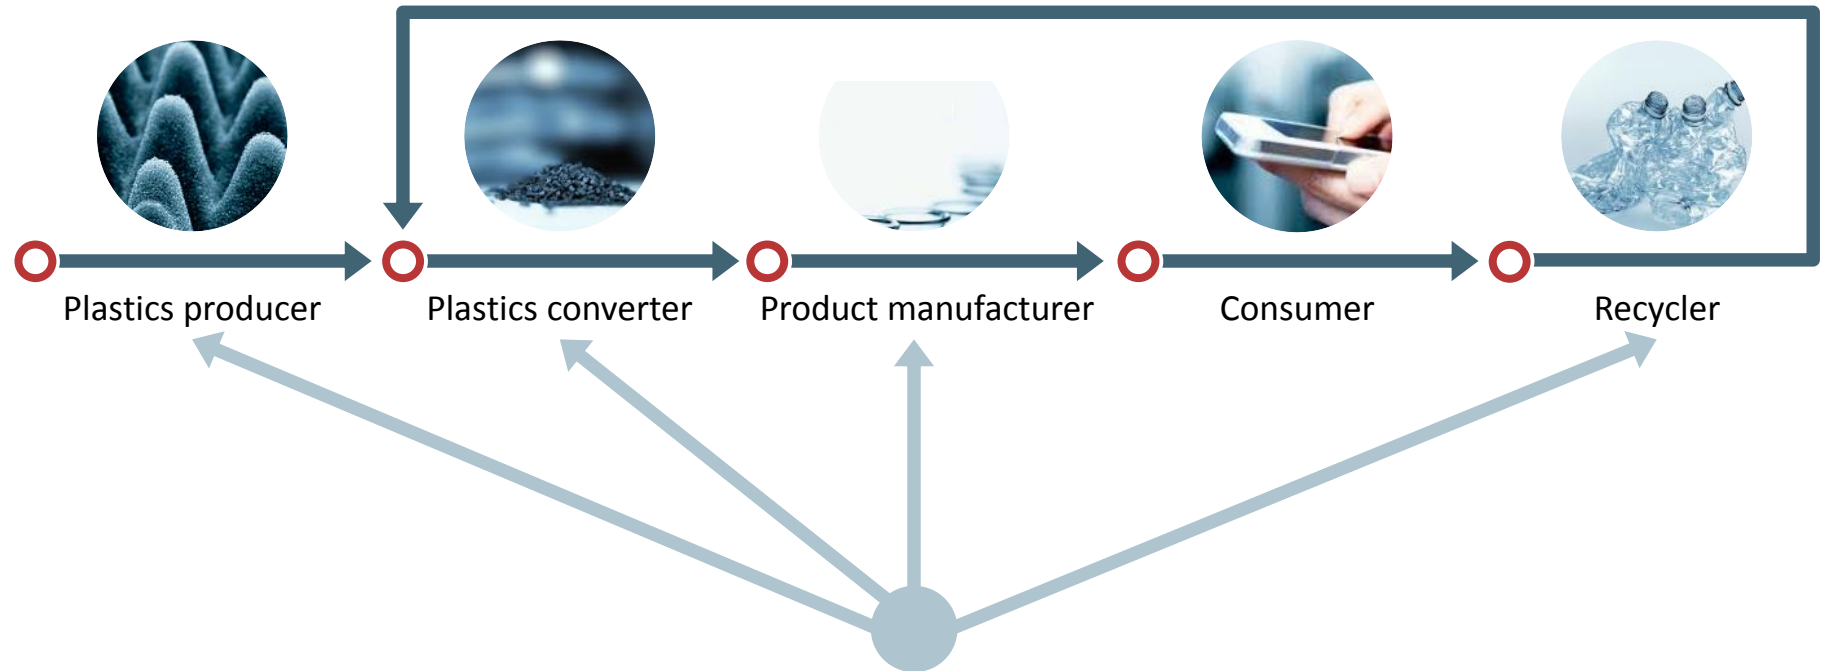 Plastics producer
Plastics converter
Product manufacturer
Consumer
Recycler